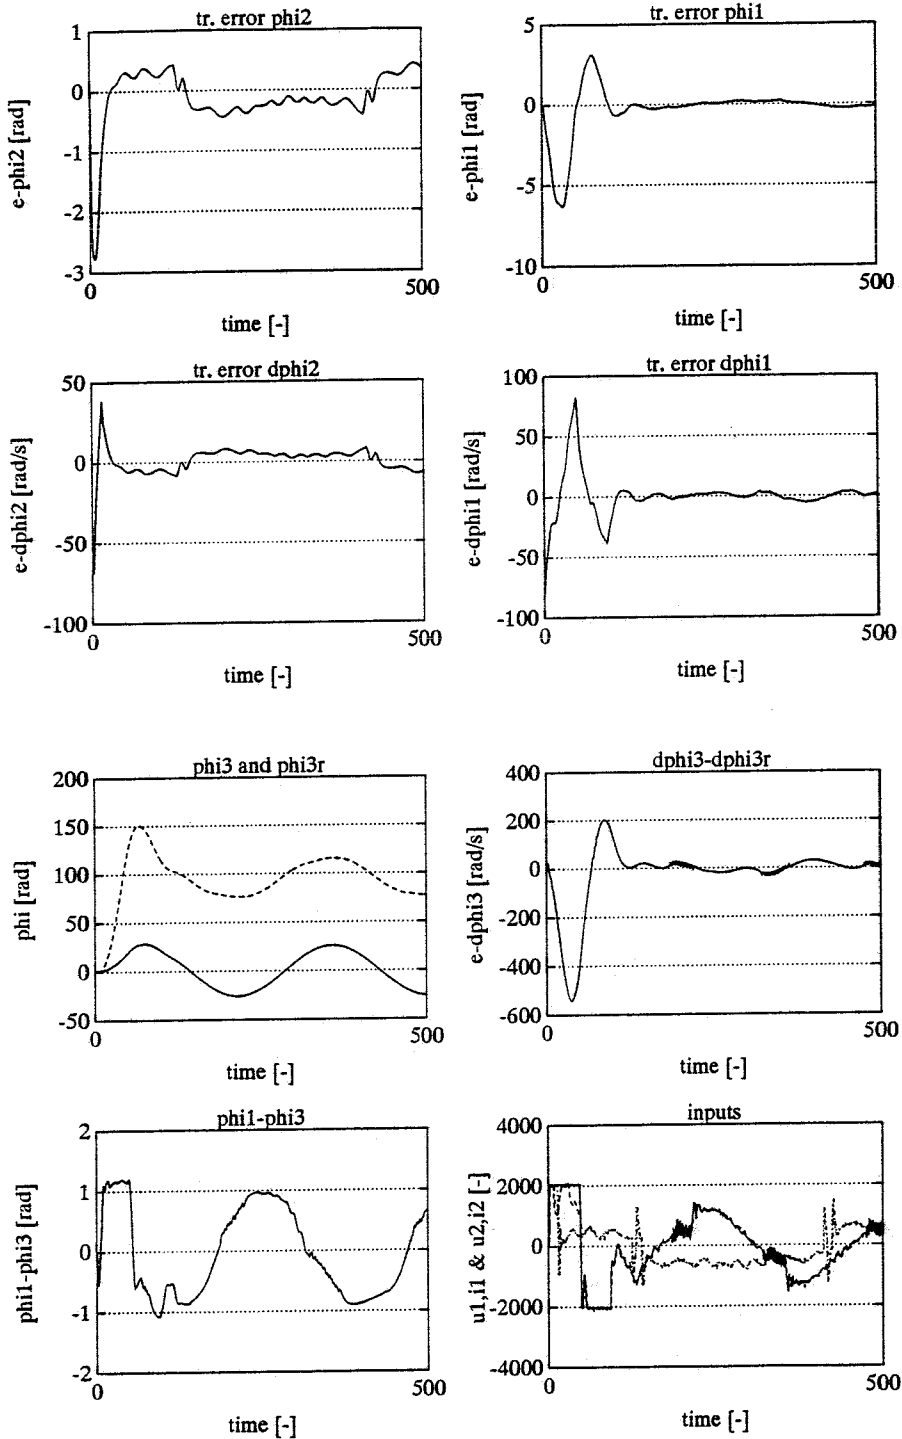 tr. error phi2
1
0
-1
-2
-3
e-phi2 [rad]
0
500
time [-]
tr. error phi1
5
0
-5
-10
e-phi1 [rad]
0
500
time [-]
tr. error dphi2
50
0
-50
-100
e-dphi2 [rad/s]
0
500
time [-]
tr. error dphi1
100
50
0
-50
-100
e-dphi1 [rad/s]
0
500
time [-]
phi3 and phi3r
200
150
100
50
0
-50
phi [rad]
0
500
time [-]
dphi3-dphi3r
400
200
0
-200
-400
-600
e-dphi3 [rad/s]
0
500
time [-]
phi1-phi3
2
1
0
-1
-2
phi1-phi3 [rad]
0
500
time [-]
inputs
4000
2000
0
-2000
-4000
u1,i1 & u2,i2 [-]
0
500
time [-]